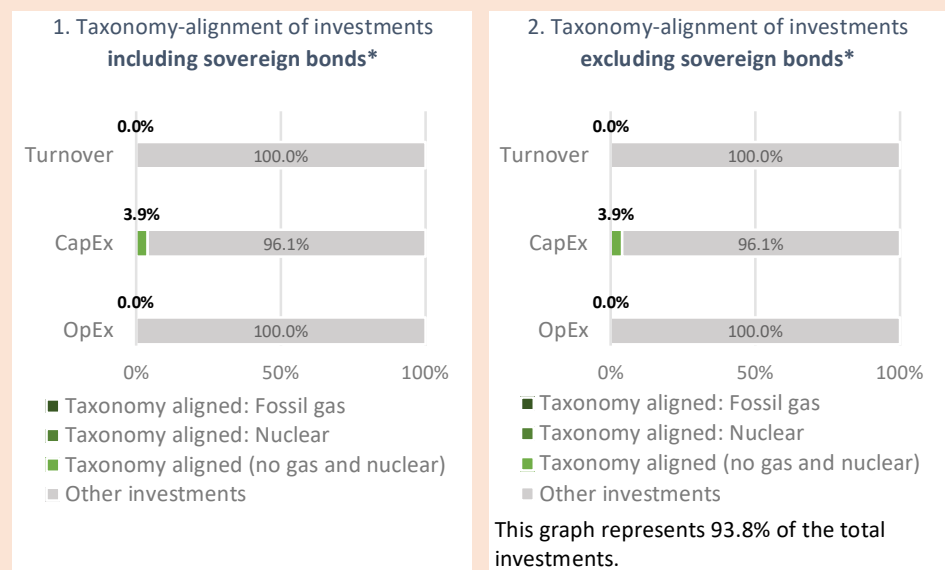 1. Taxonomy-alignment of investments
including sovereign bonds*
0.0%
Turnover
100.0%
3.9%
CapEx
96.1%
0.0%
OpEx
100.0%
0%
50%
100%
Taxonomy aligned: Fossil gas
Taxonomy aligned: Nuclear
Taxonomy aligned (no gas and nuclear)
Other investments
2. Taxonomy-alignment of investments
excluding sovereign bonds*
0.0%
Turnover
100.0%
3.9%
CapEx
96.1%
0.0%
OpEx
100.0%
0%
50%
100%
Taxonomy aligned: Fossil gas
Taxonomy aligned: Nuclear
Taxonomy aligned (no gas and nuclear)
Other investments
This graph represents 93.8% of the total
investments.